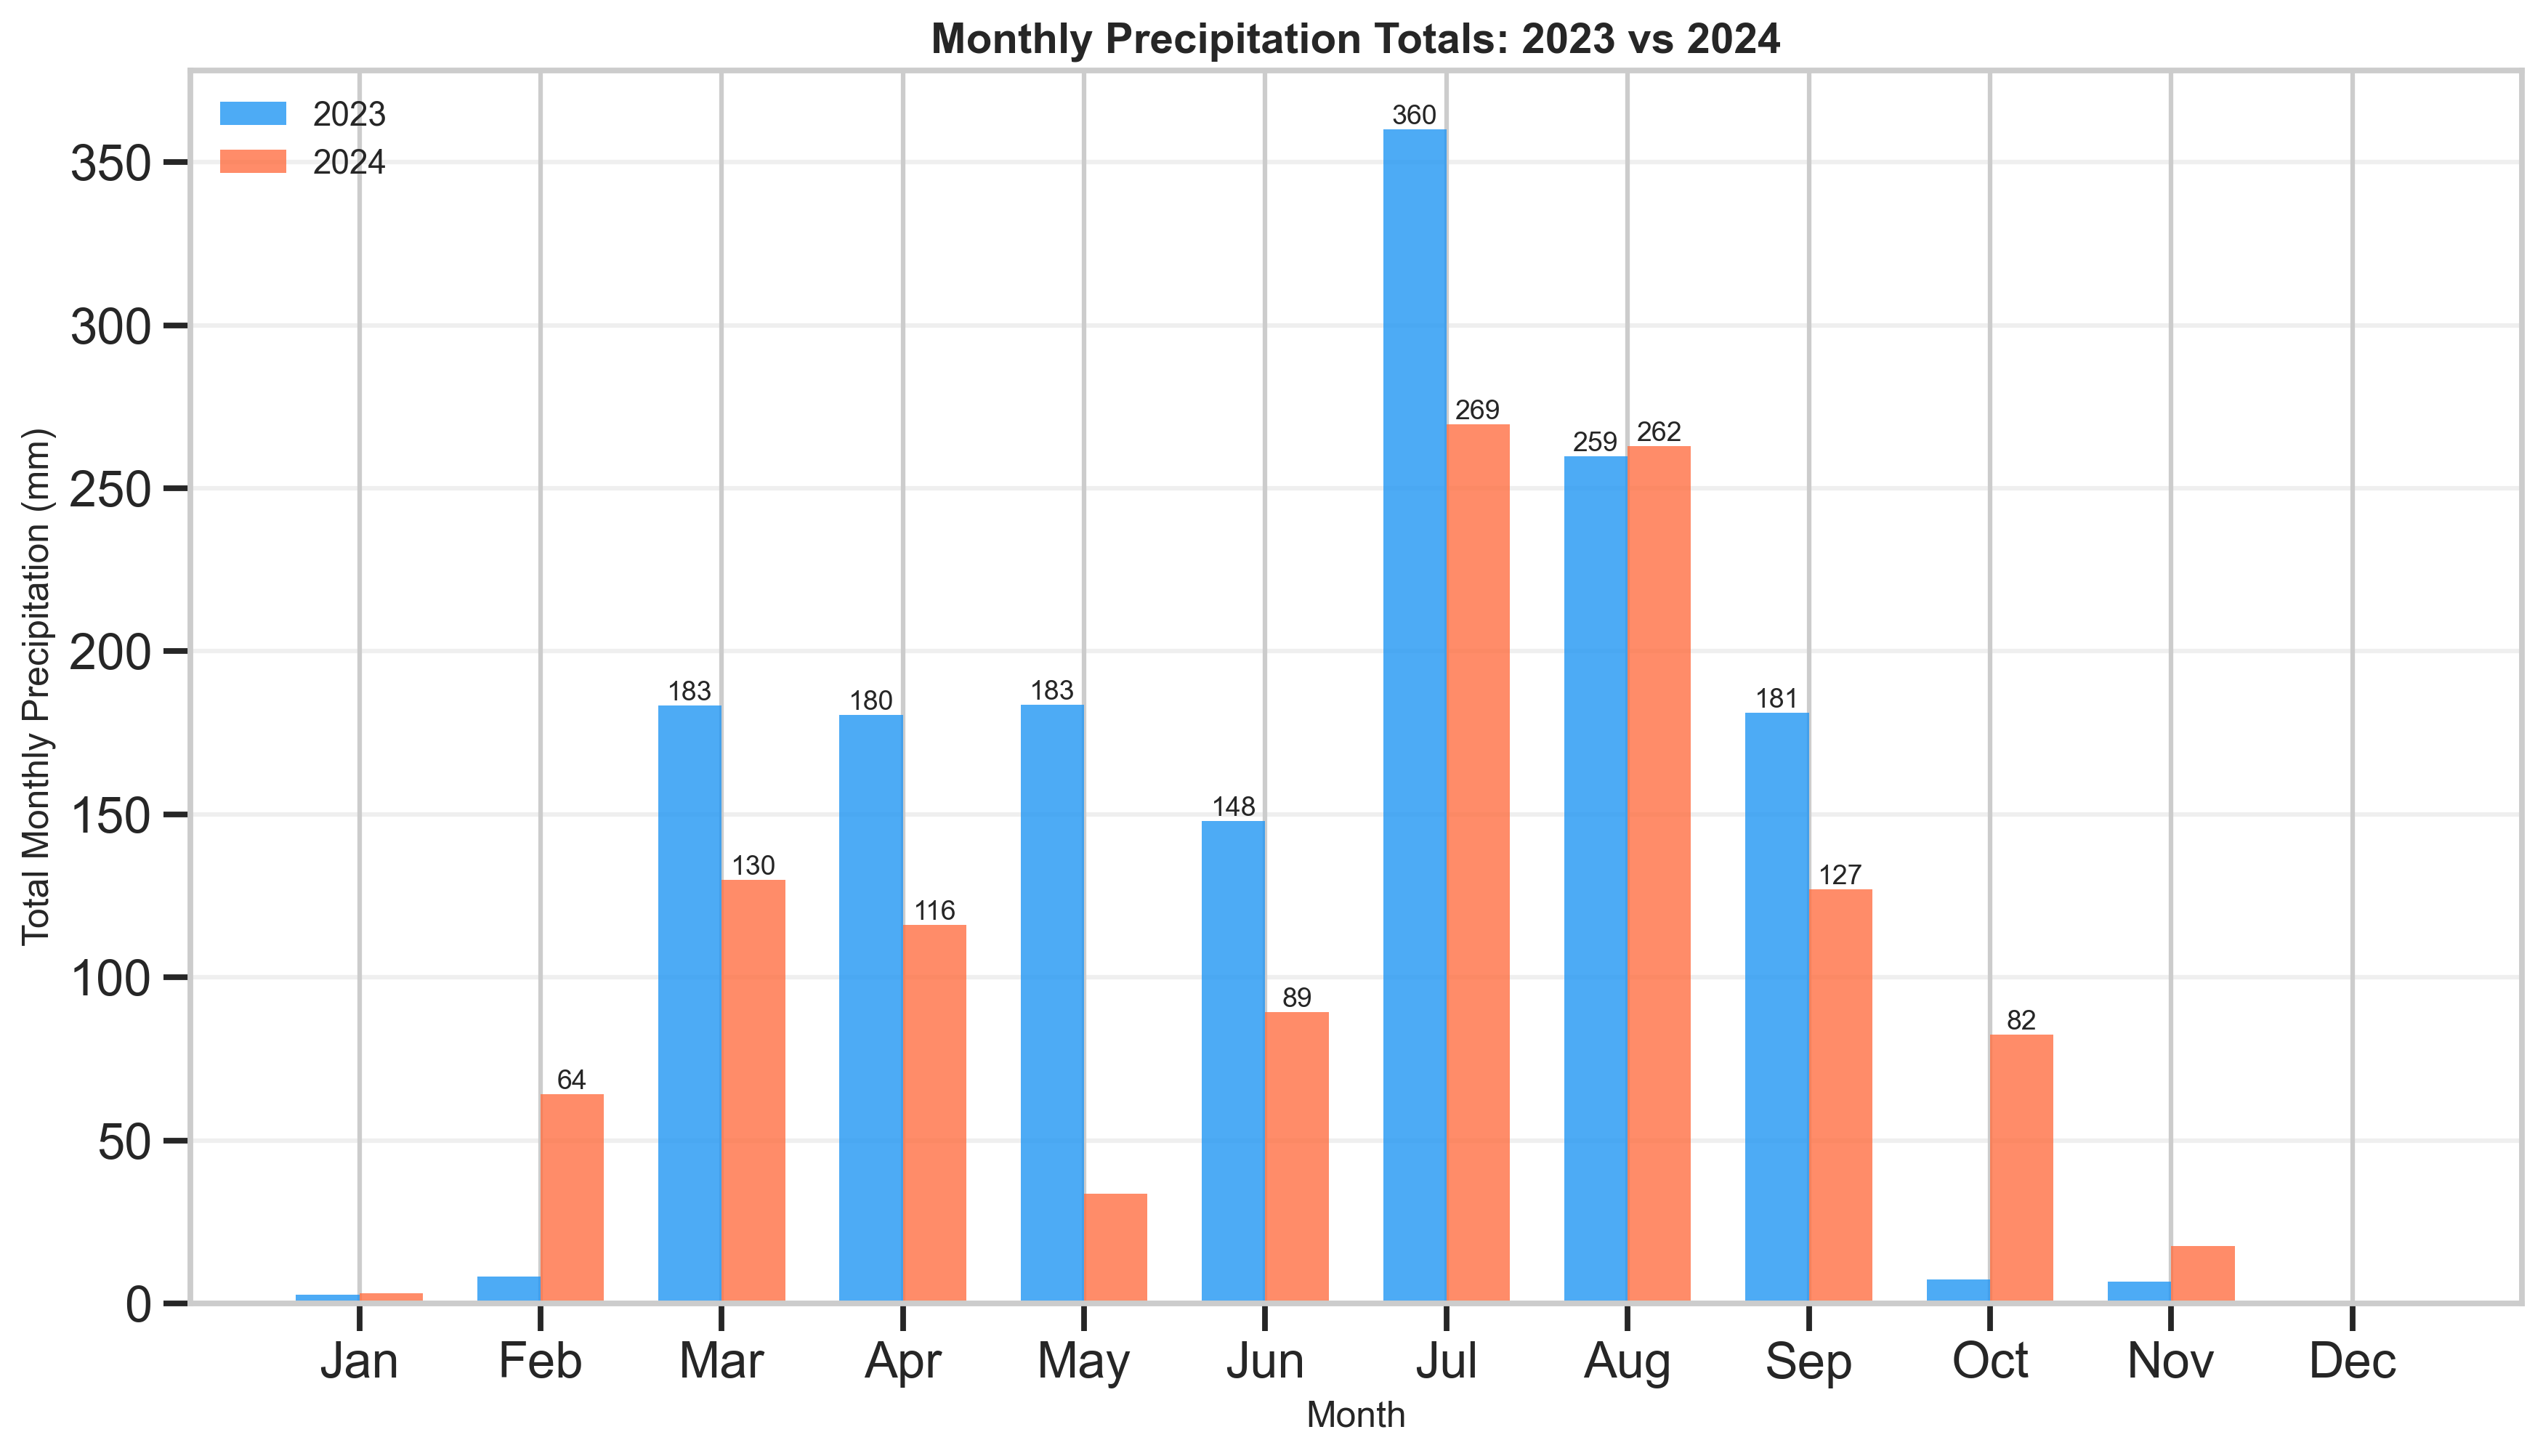 Monthly Precipitation Totals: 2023 vs 2024
2023
2024
Total Monthly Precipitation (mm)
350
300
250
200
150
100
50
0
64
183
130
180
116
183
148
89
360
269
259
262
181
127
82
Jan
Feb
Mar
Apr
May
Jun
Jul
Aug
Sep
Oct
Nov
Dec
Month